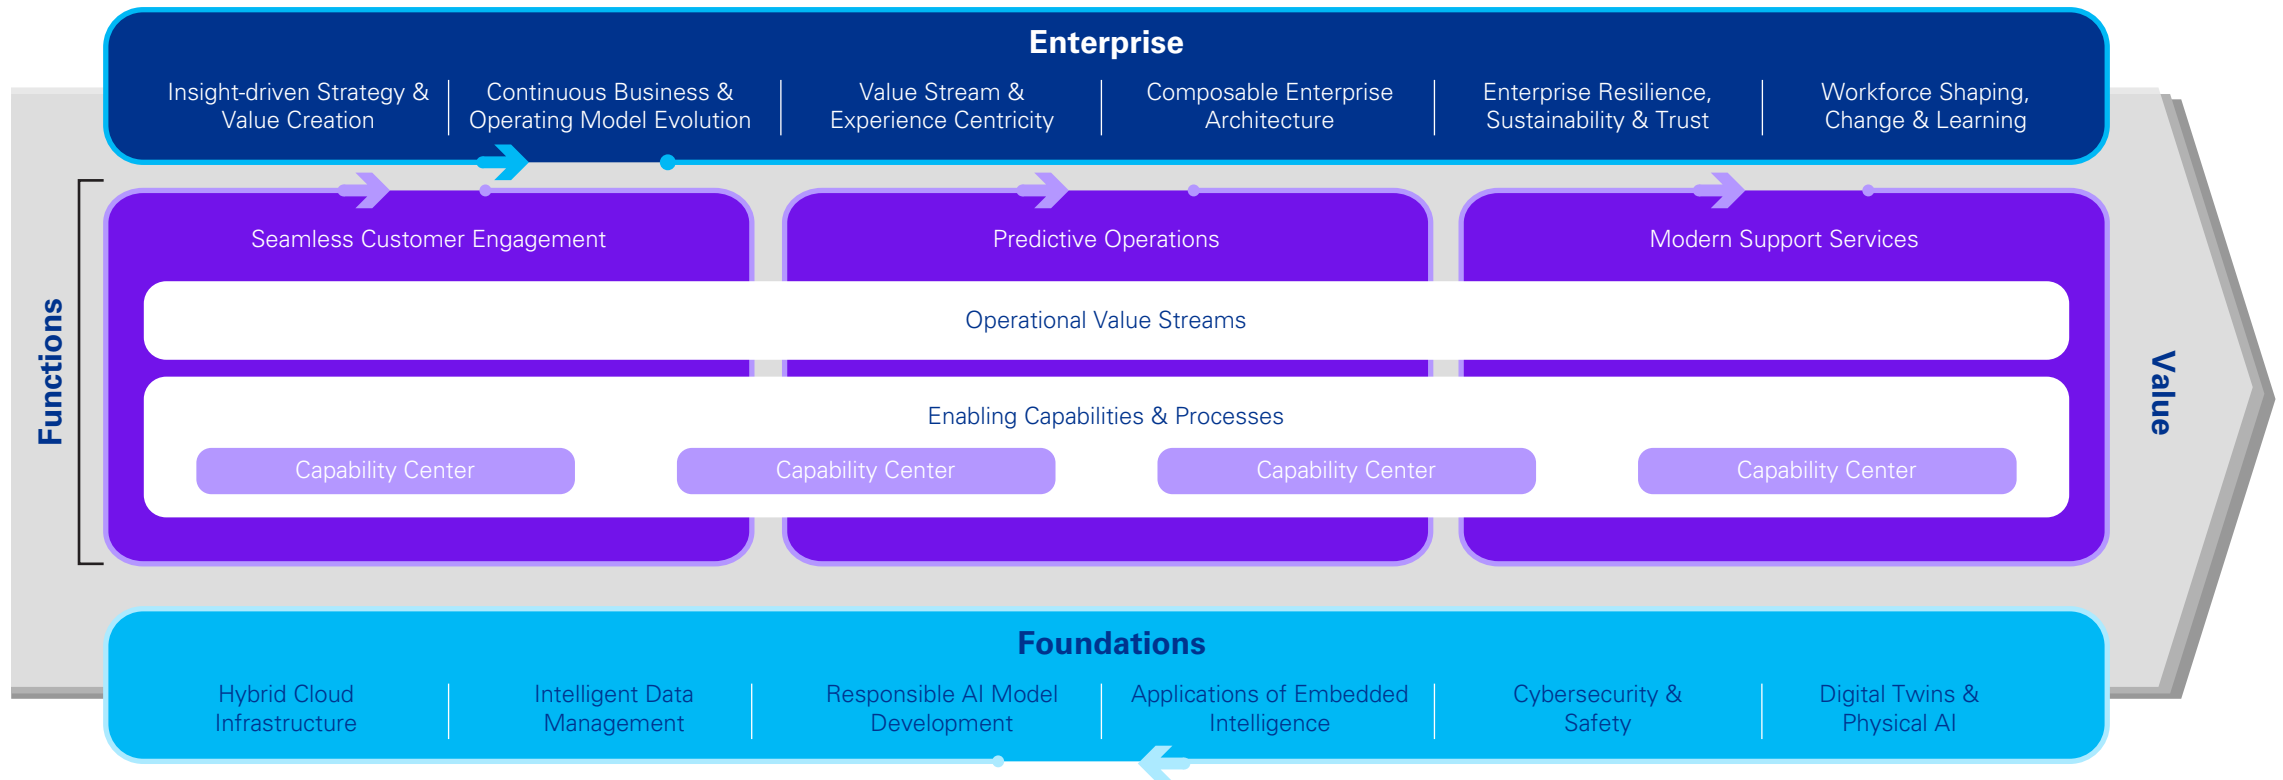 Enterprise
Insight-driven Strategy &
Value Creation
Continuous Business &
Operating Model Evolution
Value Stream &
Experience Centricity
Composable Enterprise
Architecture
Enterprise Resilience,
Sustainability & Trust
Workforce Shaping,
Change & Learning
Functions
Seamless Customer Engagement
Predictive Operations
Modern Support Services
Operational Value Streams
Enabling Capabilities & Processes
Capability Center
Capability Center
Capability Center
Capability Center
Value
Foundations
Hybrid Cloud
Infrastructure
Intelligent Data
Management
Responsible AI Model
Development
Applications of Embedded
Intelligence
Cybersecurity &
Safety
Digital Twins &
Physical AI